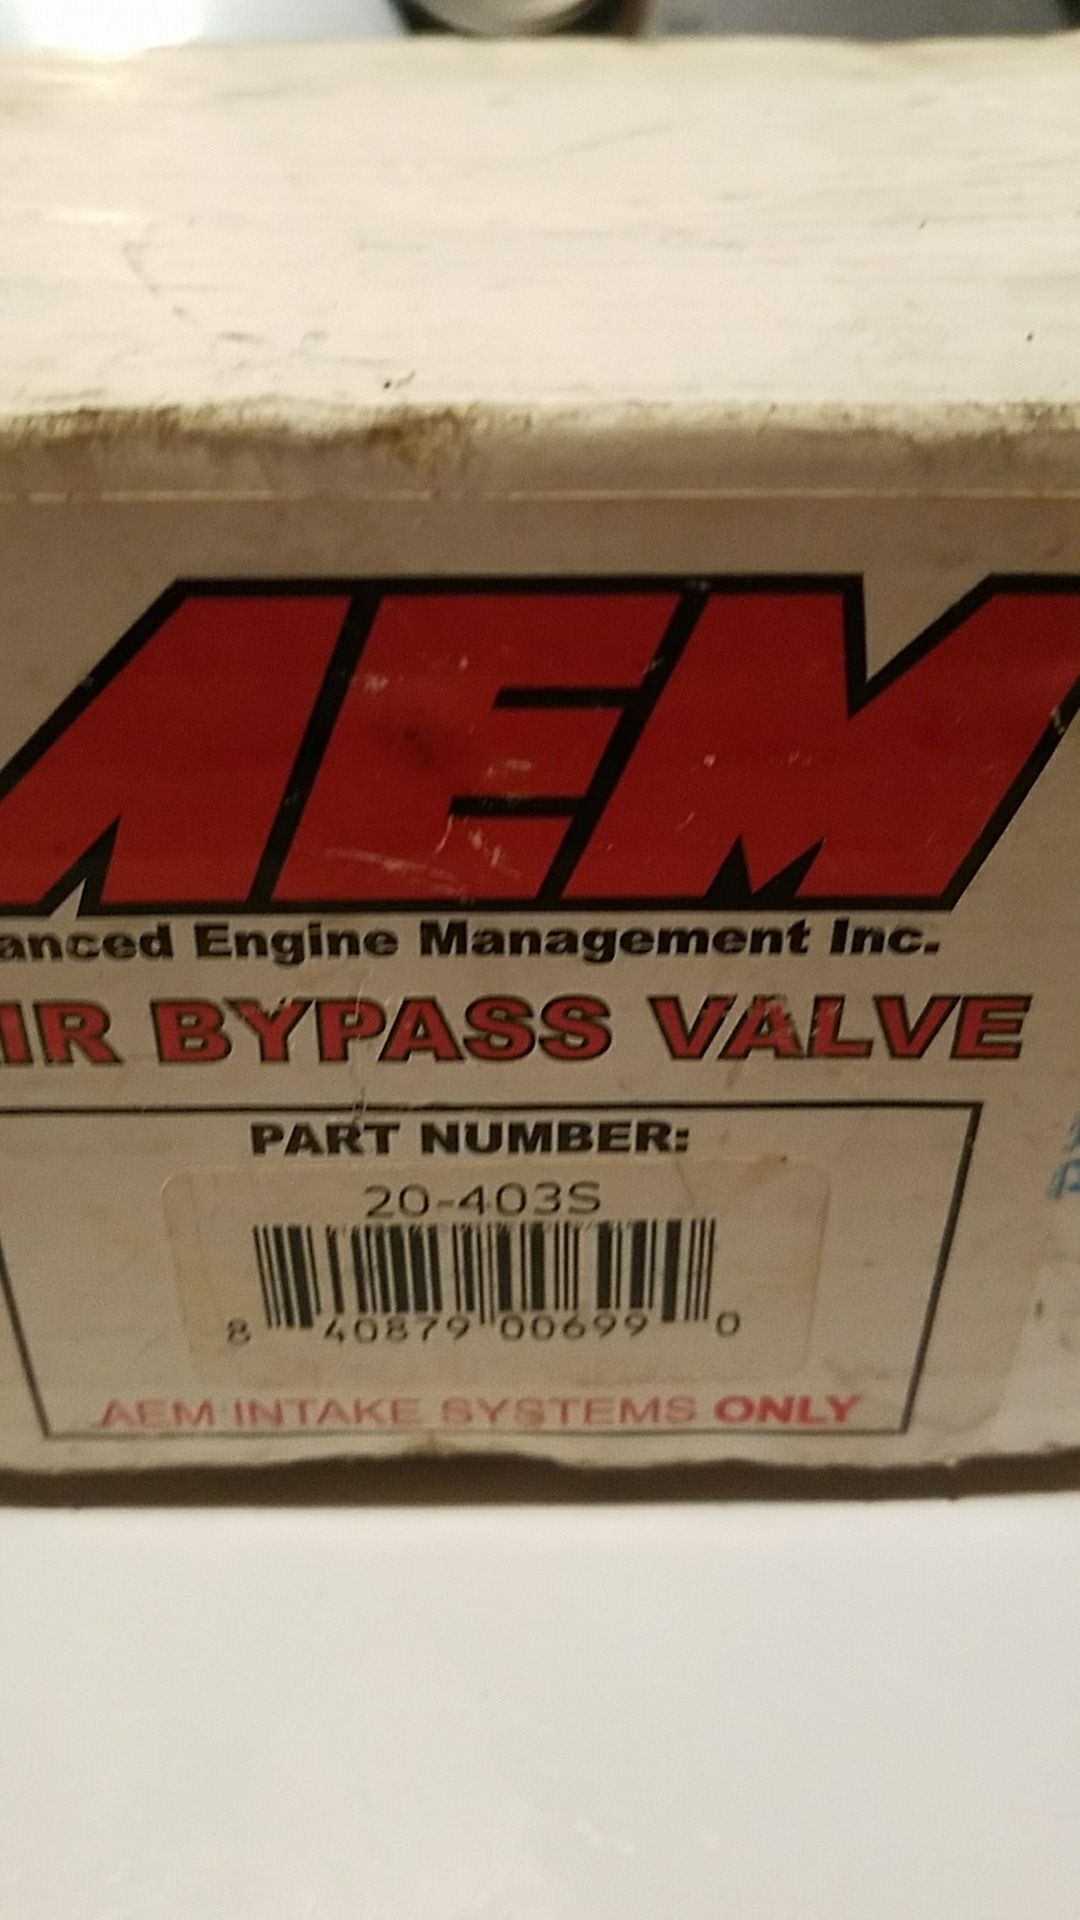 AEM
anced Engine Management Inc.
IR BYPASS VALVE
PART NUMBER:
20-403S
8 40879 00699 0
AEM INTAKE SYSTEMS ONLY